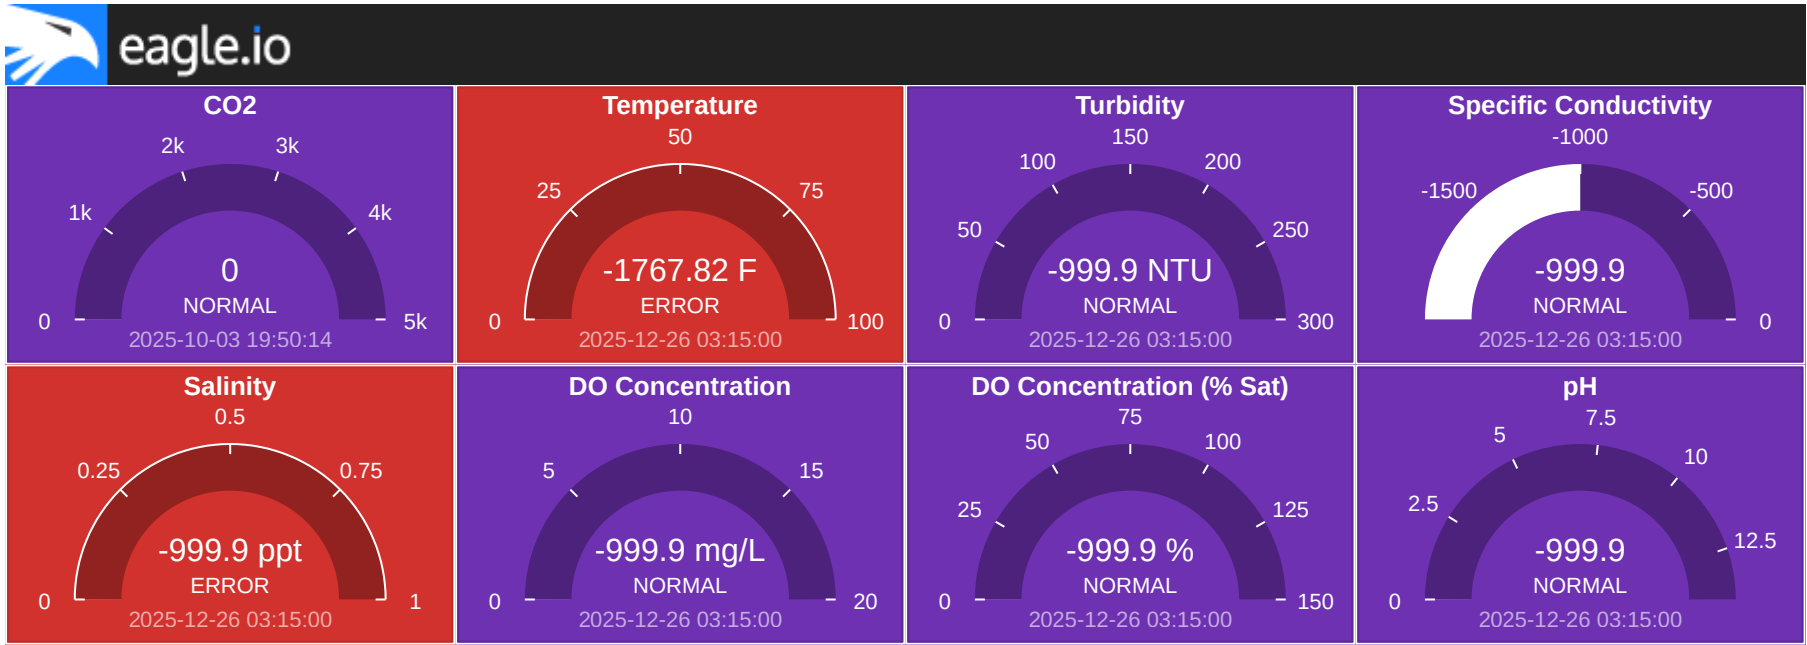 eagle.io
CO2
2k 3k
1k 4k
0
NORMAL
0 5k
2025-10-03 19:50:14
Temperature
50
25 75
-1767.82 F
ERROR
0 100
2025-12-26 03:15:00
Turbidity
150
100 200
50 250
-999.9 NTU
NORMAL
0 300
2025-12-26 03:15:00
Specific Conductivity
-1000
-1500 -500
-999.9
NORMAL
0
2025-12-26 03:15:00
Salinity
0.5
0.25 0.75
-999.9 ppt
ERROR
0 1
2025-12-26 03:15:00
DO Concentration
10
5 15
-999.9 mg/L
NORMAL
0 20
2025-12-26 03:15:00
DO Concentration (% Sat)
75
50 100
25 125
-999.9 %
NORMAL
0 150
2025-12-26 03:15:00
pH
7.5
5 10
2.5 12.5
-999.9
NORMAL
0
2025-12-26 03:15:00